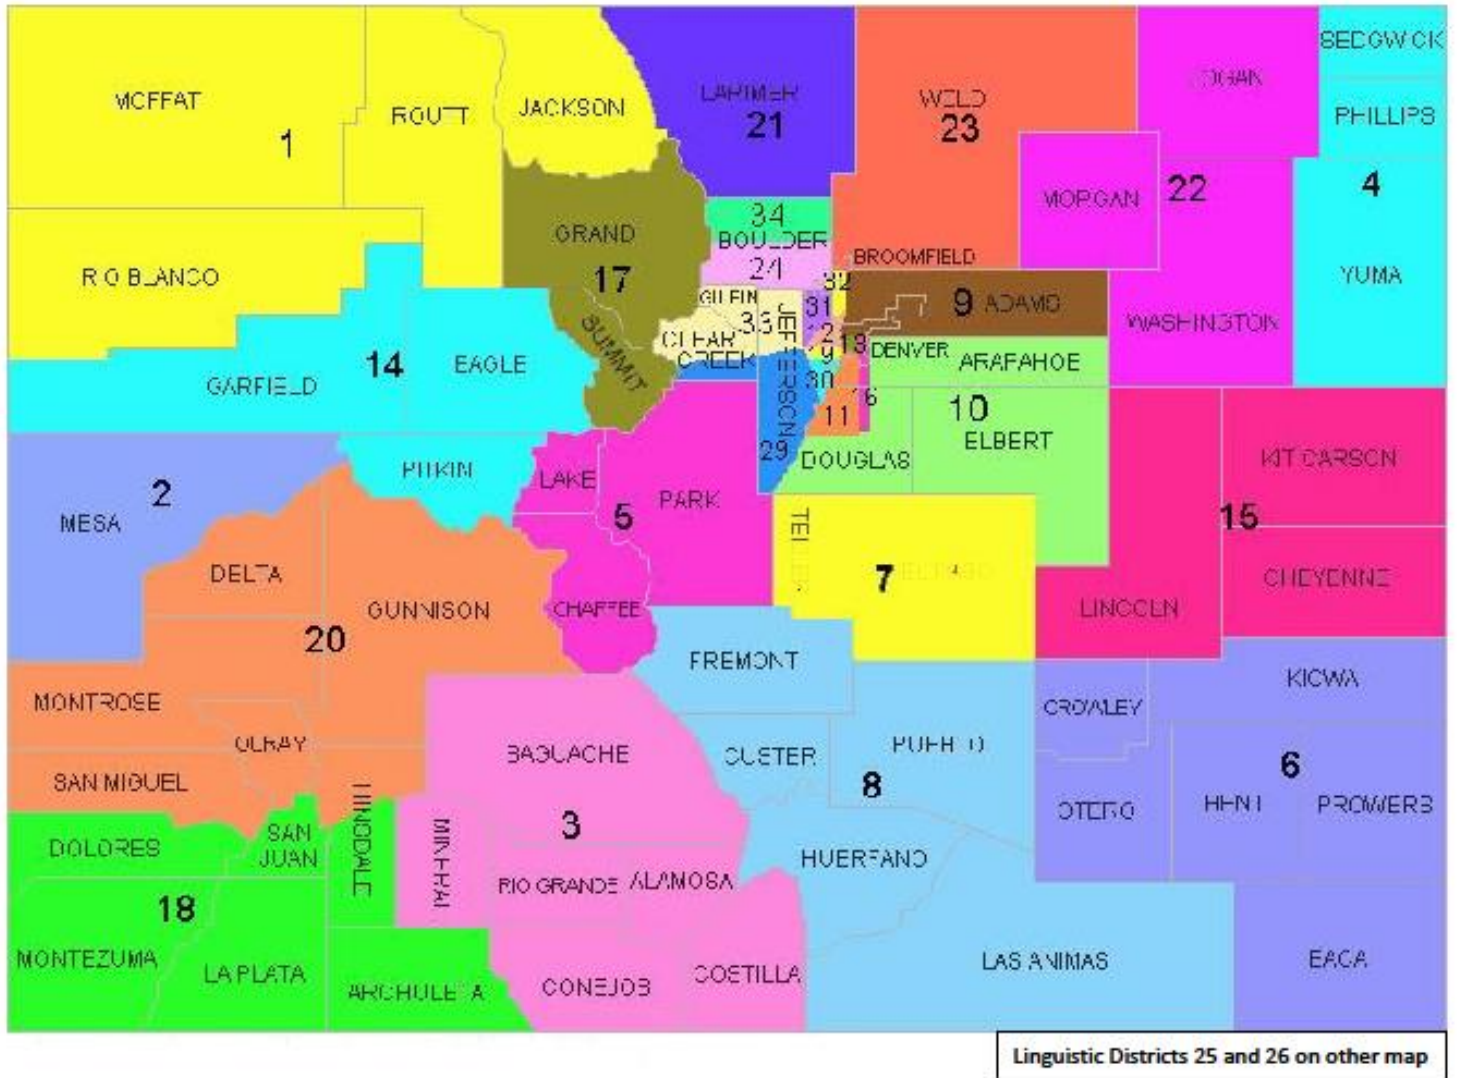 MOFFAT
1
ROUTT
JACKSON
LARIMER
21
WELD
23
LOGAN
SEDGWICK
PHILLIPS
4
YUMA
MORGAN
22
WASHINGTON
RIO BLANCO
GRAND
17
SUMMIT
34
BOULDER
24
BROOMFIELD
32
9
ADAMS
GILPIN
33
CLEAR
CREEK
JEFFERSON
31
12
13
19
30
DENVER
ARAPAHOE
GARFIELD
14
EAGLE
PITKIN
16
11
10
ELBERT
29
DOUGLAS
MESA
2
LAKE
5
PARK
CHAFFEE
TELLER
7
KIT CARSON
15
CHEYENNE
LINCOLN
DELTA
GUNNISON
20
MONTROSE
OURAY
SAN MIGUEL
FREMONT
CUSTER
PUEBLO
8
HUERFANO
LAS ANIMAS
CROWLEY
KIOWA
6
OTERO
BENT
PROWERS
BACA
SAGUACHE
3
MINERAL
RIO GRANDE
ALAMOSA
CONEJOS
COSTILLA
DOLORES
SAN
JUAN
HINSDALE
18
MONTEZUMA
LA PLATA
ARCHULETA
Linguistic Districts 25 and 26 on other map